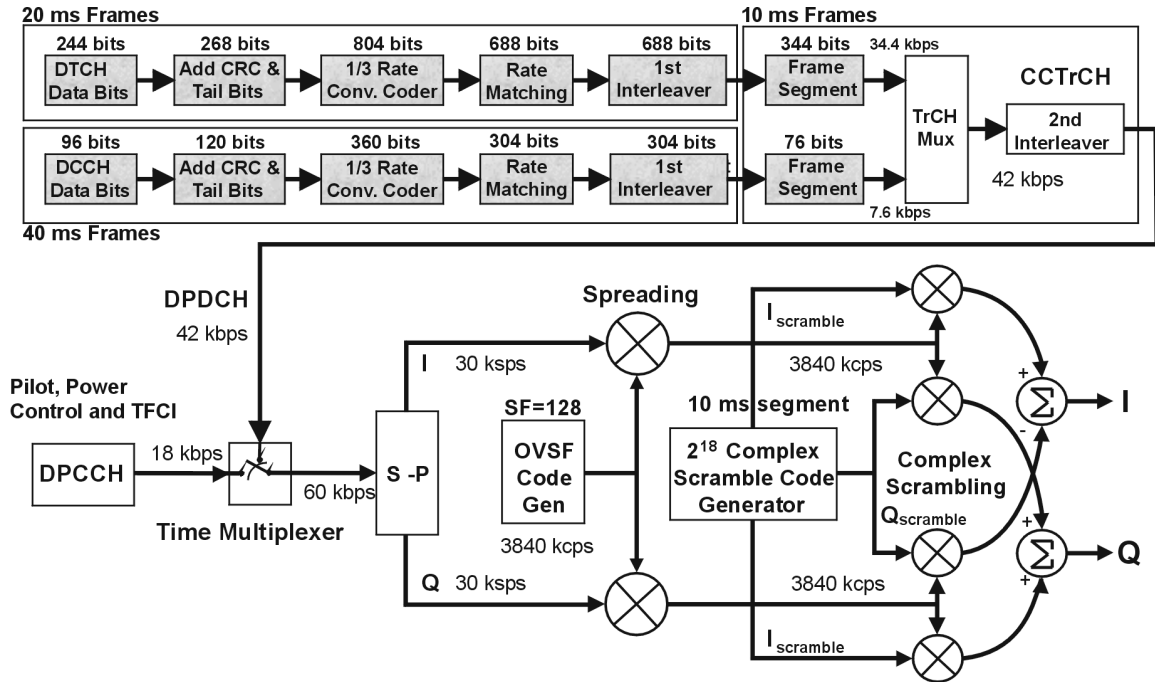 20 ms Frames
10 ms Frames
244 bits
268 bits
804 bits
688 bits
688 bits
344 bits
34.4 kbps
DTCH
Data Bits
Add CRC &
Tail Bits
1/3 Rate
Conv. Coder
Rate
Matching
1st
Interleaver
Frame
Segment
TrCH
Mux
CCTrCH
2nd
Interleaver
42 kbps
96 bits
120 bits
360 bits
304 bits
304 bits
76 bits
DCCH
Data Bits
Add CRC &
Tail Bits
1/3 Rate
Conv. Coder
Rate
Matching
1st
Interleaver
Frame
Segment
7.6 kbps
40 ms Frames
DPDCH
42 kbps
Spreading
I scramble
I
30 ksps
3840 kcps
Pilot, Power
Control and TFCI
SF=128
10 ms segment
+
Σ
I
-
DPCCH
18 kbps
60 kbps
S -P
OVSF
Code
Gen
2^18 Complex
Scramble Code
Generator
Complex
Scrambling
Q scramble
Time Multiplexer
3840 kcps
+
Σ
Q
+
Q
30 ksps
3840 kcps
I scramble